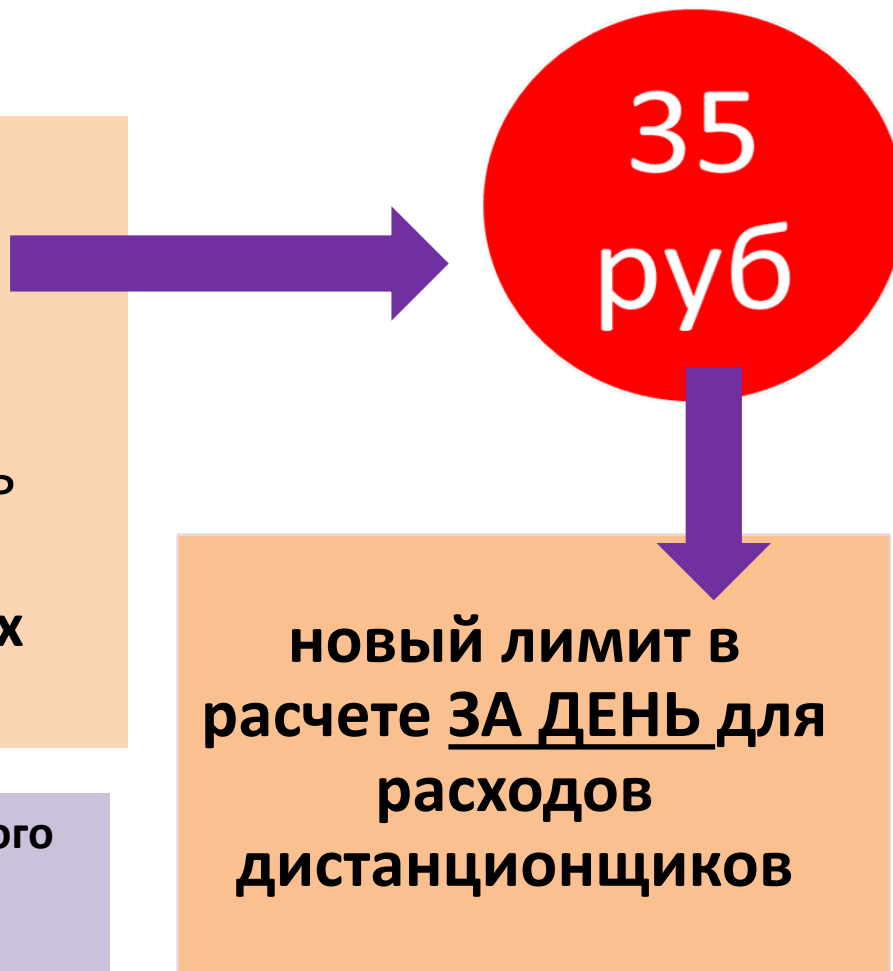 35
руб
новый лимит в
расчете ЗА ДЕНЬ для
расходов
дистанционщиков